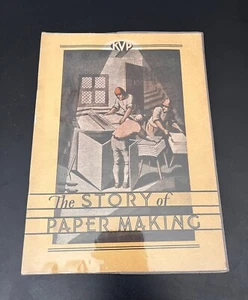 KVP
The STORY of
PAPER MAKING